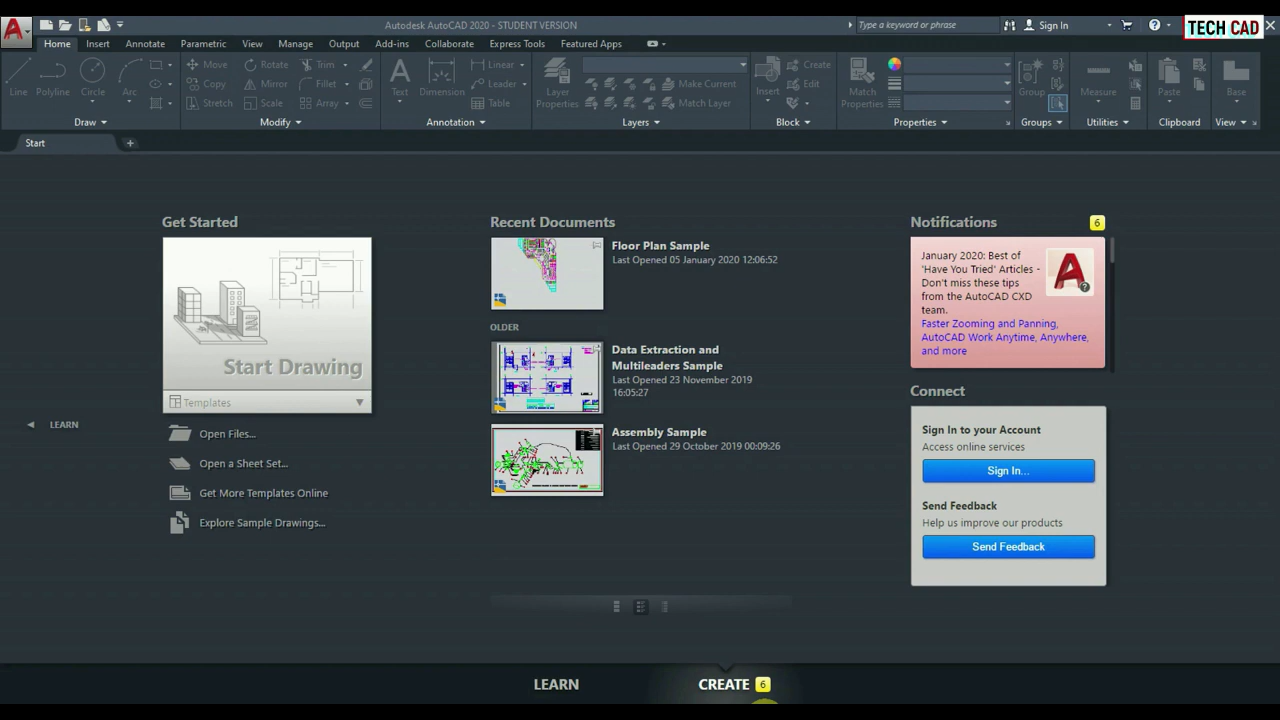 Autodesk AutoCAD 2020 - STUDENT VERSION
Type a keyword or phrase
Sign In
TECH CAD
Home Insert Annotate Parametric View Manage Output Add-ins Collaborate Express Tools Featured Apps
Line
Polyline
Circle
Arc
Move
Rotate
Trim
Copy
Mirror
Fillet
Stretch
Scale
Array
Text
Dimension
Linear
Leader
Table
Layer
Properties
Make Current
Match Layer
Insert
Create
Edit
Match
Properties
Group
Measure
Paste
Base
Draw
Modify
Annotation
Layers
Block
Properties
Groups
Utilities
Clipboard
View
Start
Get Started
Start Drawing
Templates
Open Files...
Open a Sheet Set...
Get More Templates Online
Explore Sample Drawings...
LEARN
Recent Documents
Floor Plan Sample
Last Opened 05 January 2020 12:06:52
OLDER
Data Extraction and
Multileaders Sample
Last Opened 23 November 2019
16:05:27
Assembly Sample
Last Opened 29 October 2019 00:09:26
Notifications
6
January 2020: Best of
'Have You Tried' Articles -
Don't miss these tips
from the AutoCAD CXD
team.
Faster Zooming and Panning,
AutoCAD Work Anytime, Anywhere,
and more
Connect
Sign In to your Account
Access online services
Sign In...
Send Feedback
Help us improve our products
Send Feedback
LEARN
CREATE 6